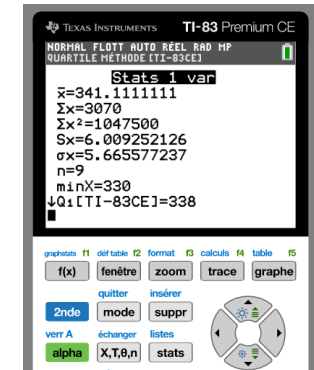 TEXAS INSTRUMENTS TI-83 Premium CE
NORMAL FLOTT AUTO RÉEL RAD MP
QUARTILE MÉTHODE [TI-83CE]
Stats 1 var
x̄=341.1111111
Σx=3070
Σx²=1047500
Sx=6.009252126
σx=5.665577237
n=9
minX=330
↓Q₁[TI-83CE]=338
graphstats f1 déf table f2 format f3 calculs f4 table f5
f(x) fenêtre zoom trace graphe
quitter insérer
2nde mode suppr
verr A échanger listes
alpha X,T,θ,n stats